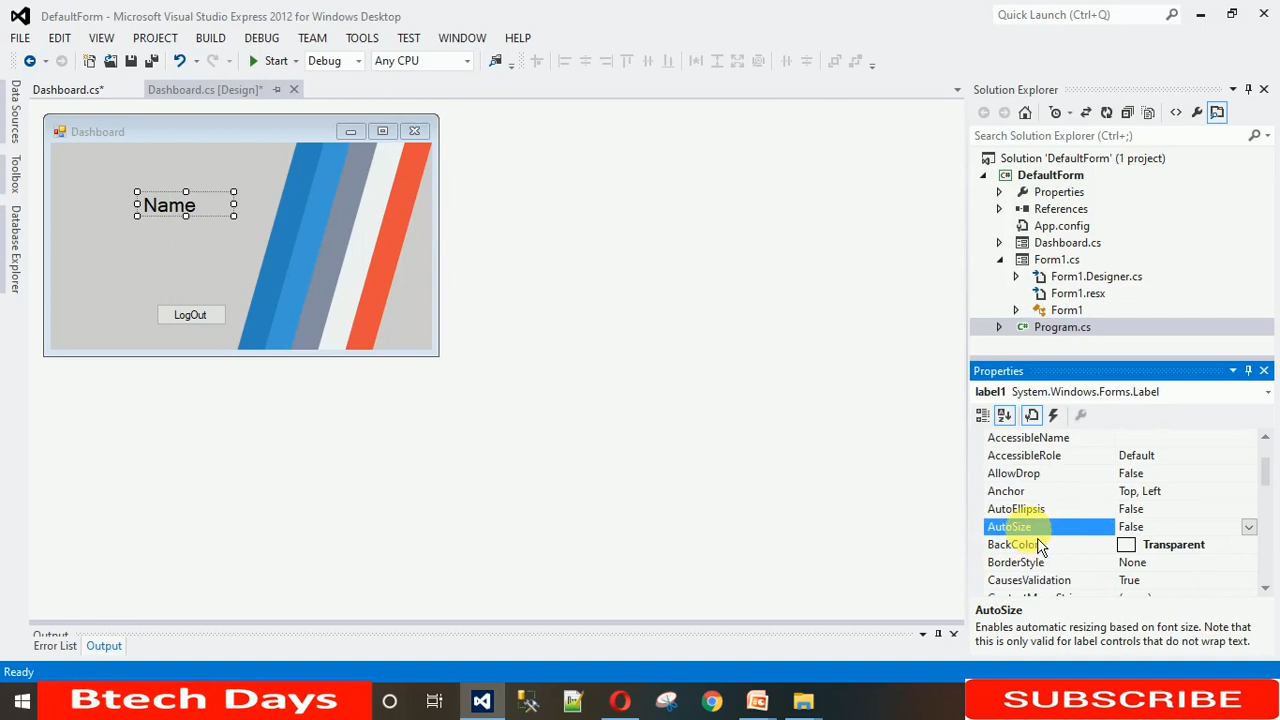 DefaultForm - Microsoft Visual Studio Express 2012 for Windows Desktop
Quick Launch (Ctrl+Q)
FILE EDIT VIEW PROJECT BUILD DEBUG TEAM TOOLS TEST WINDOW HELP
Start Debug Any CPU
Data Sources
Toolbox
Database Explorer
Dashboard.cs* Dashboard.cs [Design]*
Dashboard
Name
LogOut
Solution Explorer
Search Solution Explorer (Ctrl+;)
Solution 'DefaultForm' (1 project)
DefaultForm
Properties
References
App.config
Dashboard.cs
Form1.cs
Form1.Designer.cs
Form1.resx
Form1
Program.cs
Properties
label1 System.Windows.Forms.Label
AccessibleName
AccessibleRole Default
AllowDrop False
Anchor Top, Left
AutoEllipsis False
AutoSize False
BackColor Transparent
BorderStyle None
CausesValidation True
AutoSize
Enables automatic resizing based on font size. Note that
this is only valid for label controls that do not wrap text.
Output
Error List Output
Ready
Btech Days
SUBSCRIBE